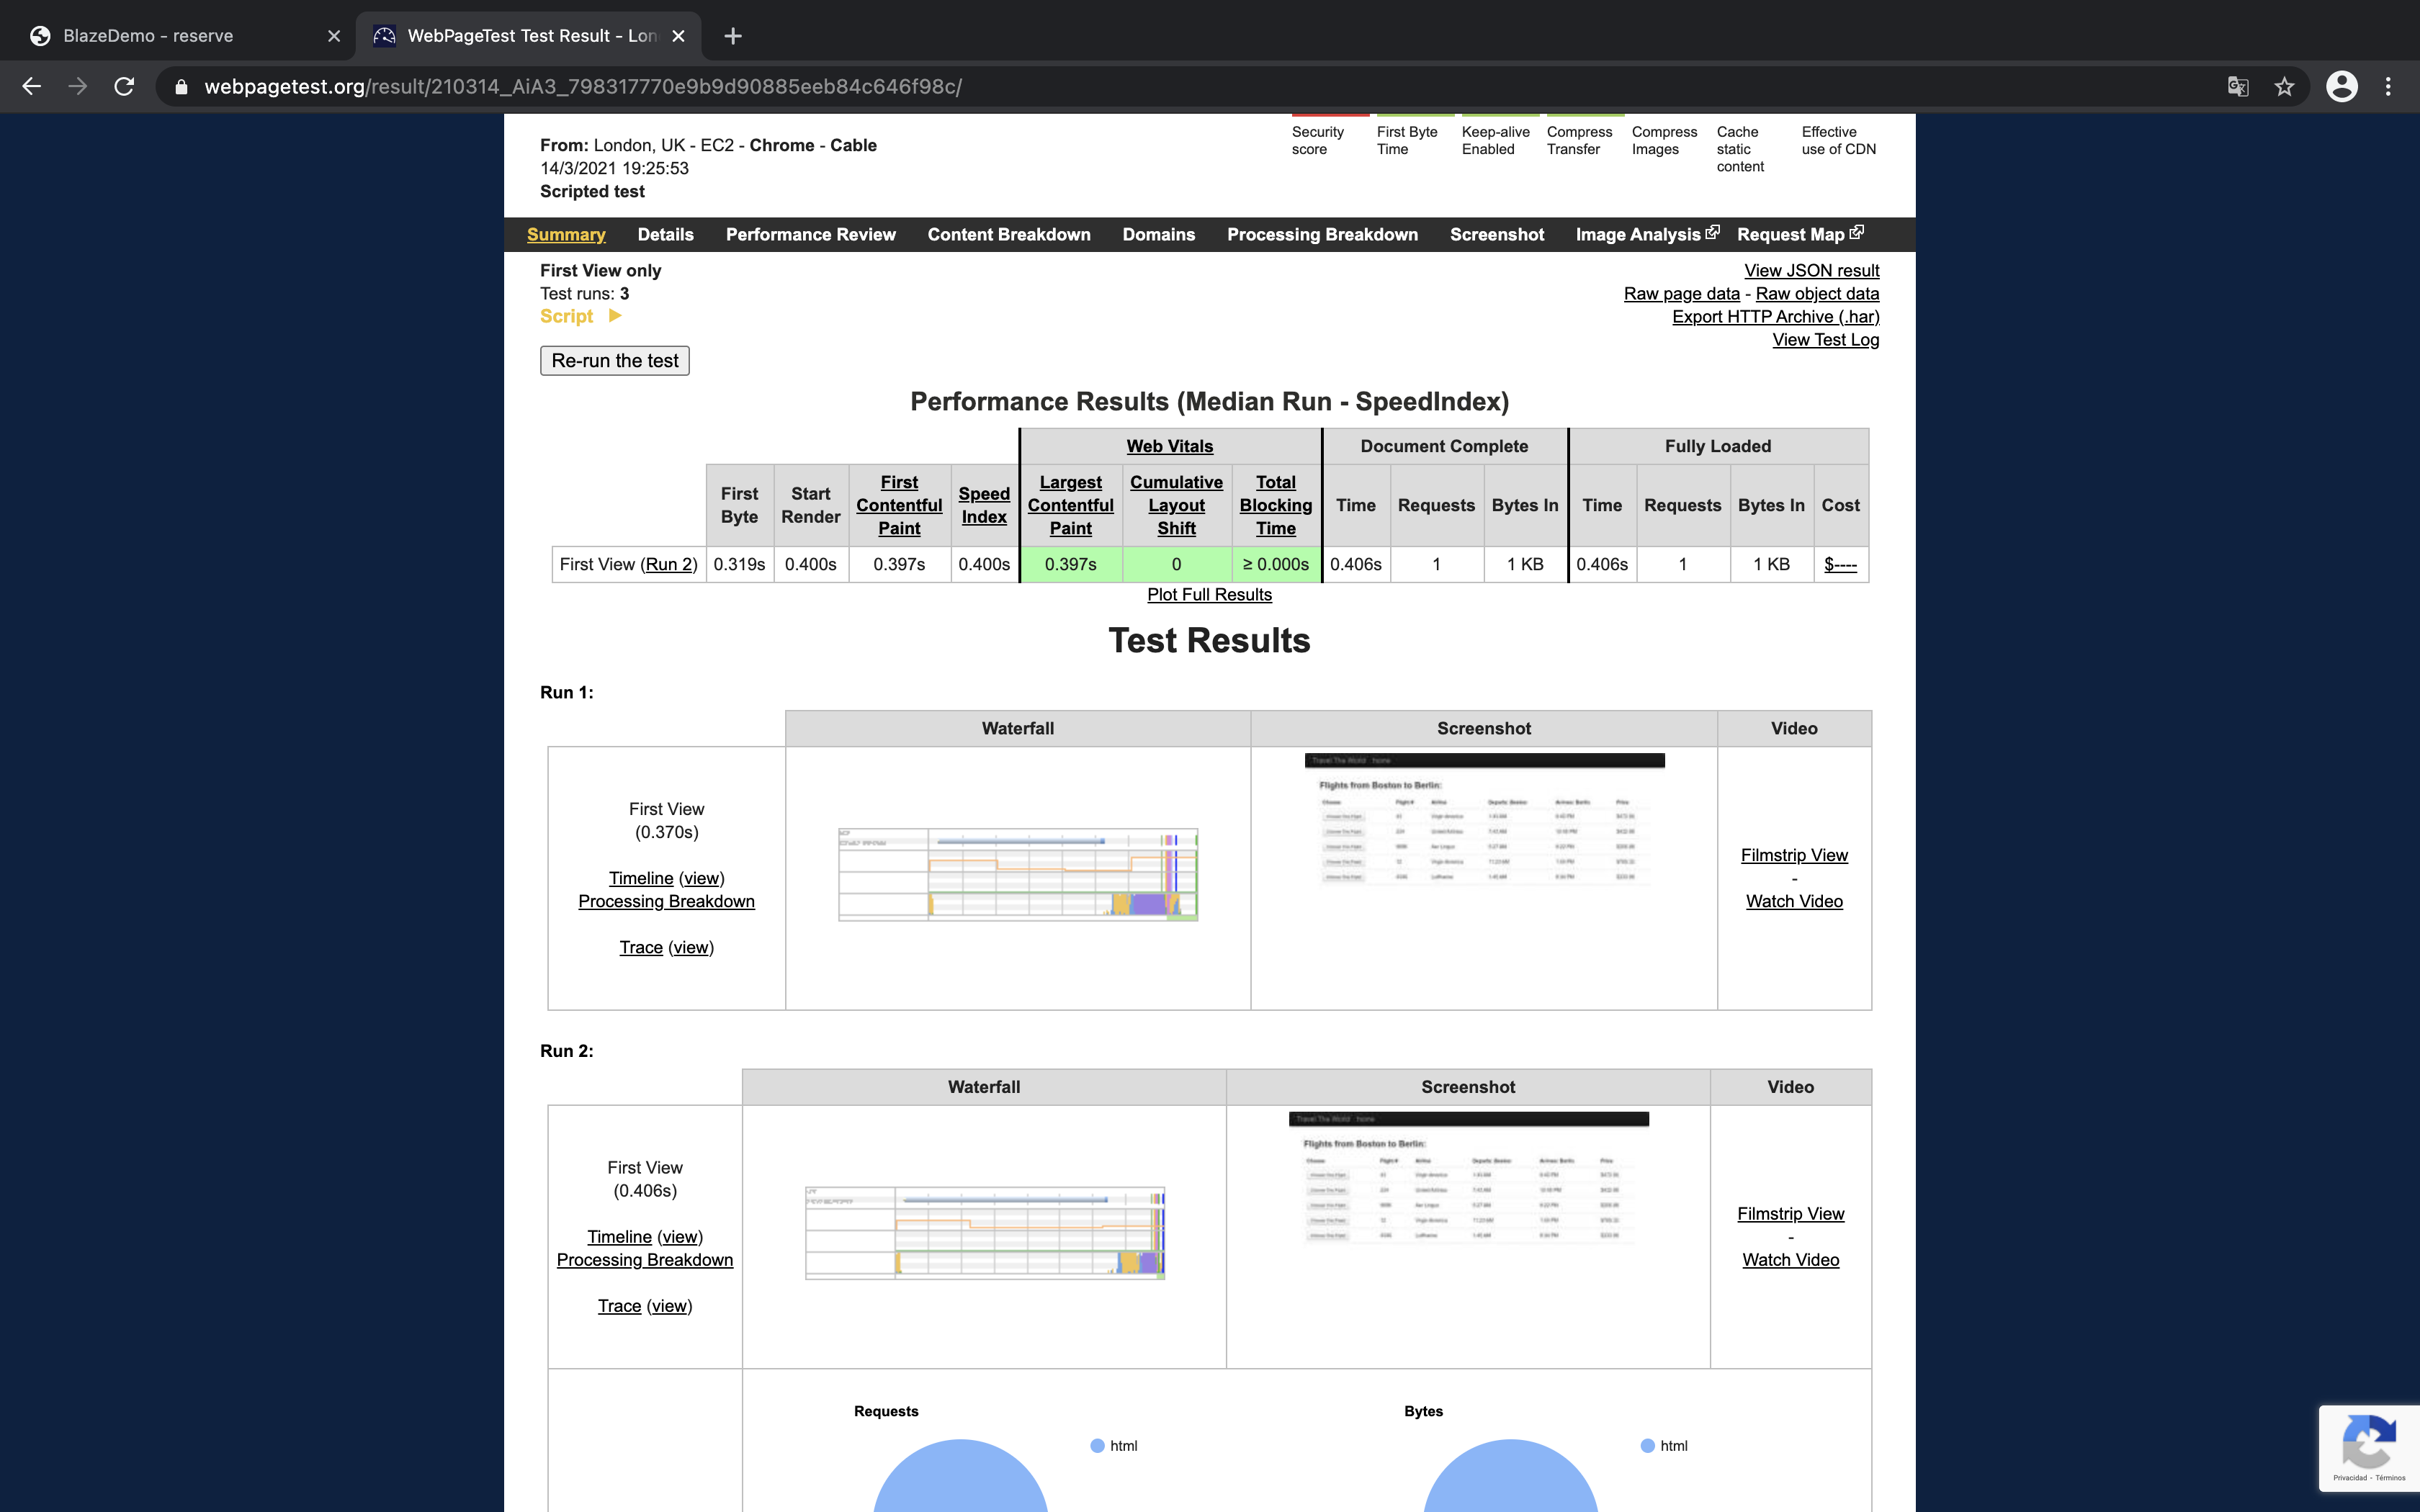 BlazeDemo - reserve
WebPageTest Test Result - Lon
webpagetest.org/result/210314_AiA3_798317770e9b9d90885eeb84c646f98c/
From: London, UK - EC2 - Chrome - Cable
14/3/2021 19:25:53
Scripted test
Security score
First Byte Time
Keep-alive Enabled
Compress Transfer
Compress Images
Cache static content
Effective use of CDN
Summary Details Performance Review Content Breakdown Domains Processing Breakdown Screenshot Image Analysis Request Map
First View only
Test runs: 3
Script
Re-run the test
View JSON result
Raw page data - Raw object data
Export HTTP Archive (.har)
View Test Log
Performance Results (Median Run - SpeedIndex)
Web Vitals Document Complete Fully Loaded
First Byte Start Render First Contentful Paint Speed Index Largest Contentful Paint Cumulative Layout Shift Total Blocking Time Time Requests Bytes In Time Requests Bytes In Cost
First View (Run 2) 0.319s 0.400s 0.397s 0.400s 0.397s 0 ≥ 0.000s 0.406s 1 1 KB 0.406s 1 1 KB $----
Plot Full Results
Test Results
Run 1:
Waterfall Screenshot Video
First View
(0.370s)
Timeline (view)
Processing Breakdown
Trace (view)
Travel The World home
Flights from Boston to Berlin:
Filmstrip View
-
Watch Video
Run 2:
Waterfall Screenshot Video
First View
(0.406s)
Timeline (view)
Processing Breakdown
Trace (view)
Travel The World home
Flights from Boston to Berlin:
Filmstrip View
-
Watch Video
Requests
html
Bytes
html
Privacidad - Términos